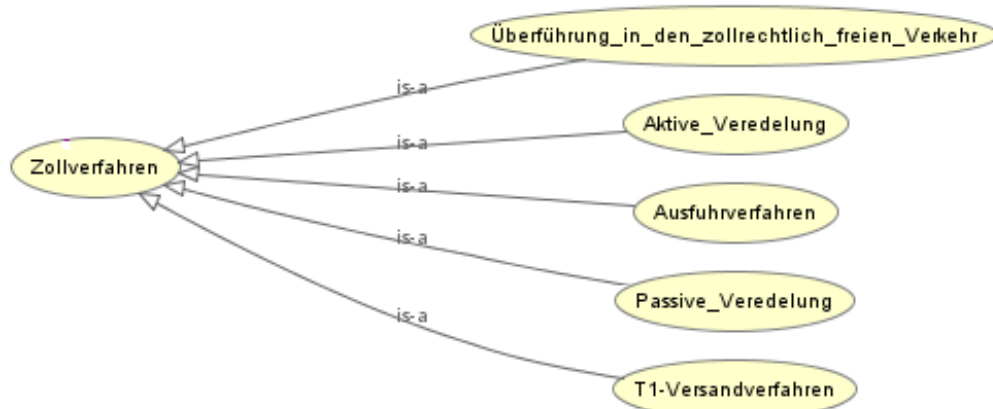 Überführung_in_den_zollrechtlich_freien_Verkehr
is-a
Aktive_Veredelung
is-a
Zollverfahren
is-a
Ausfuhrverfahren
is-a
Passive_Veredelung
is-a
T1-Versandverfahren